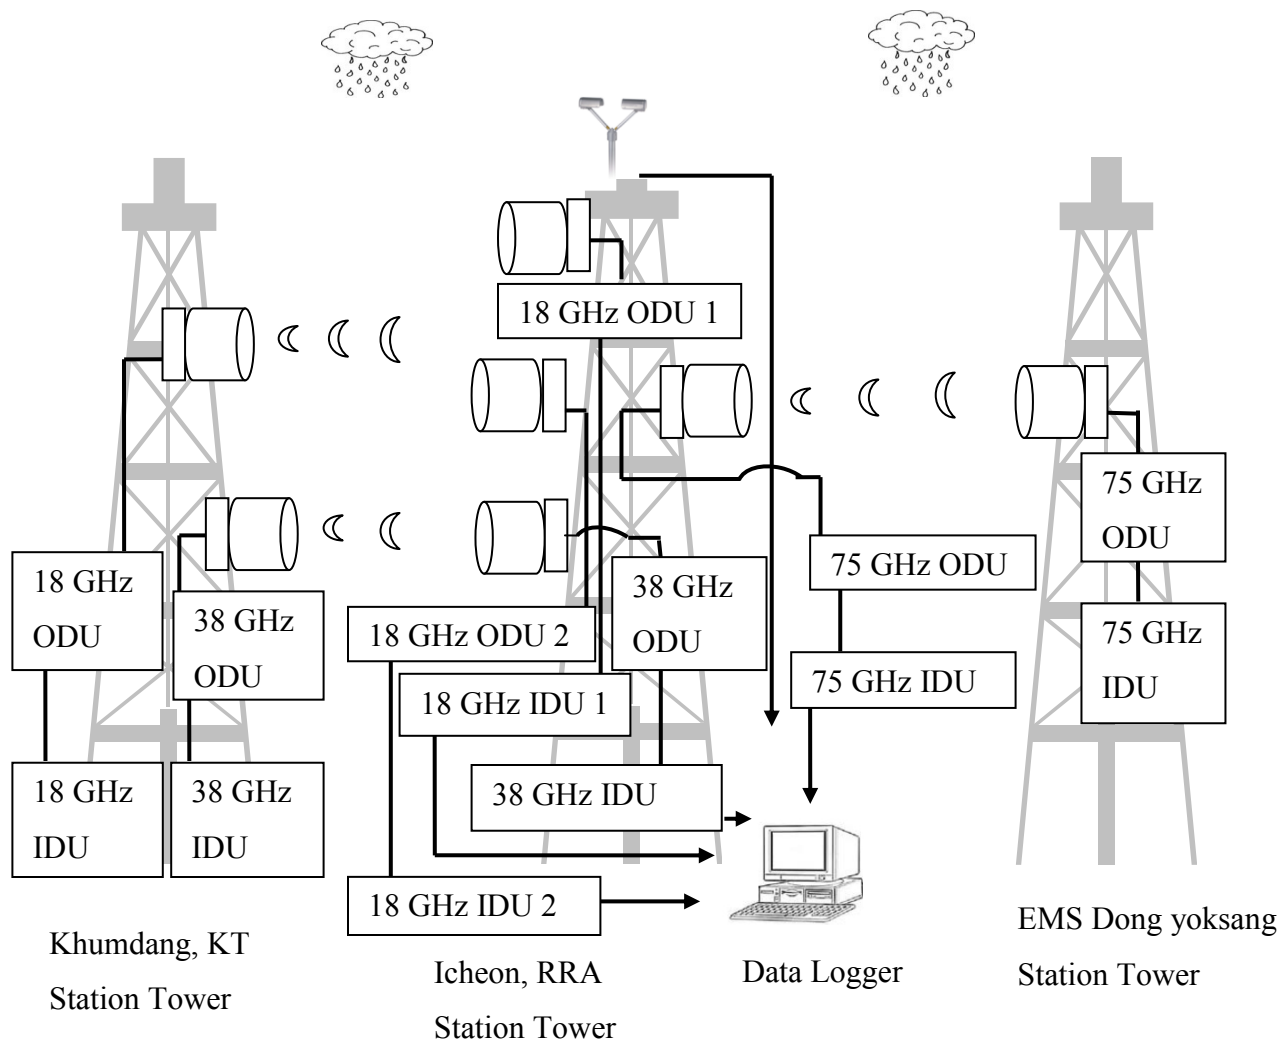 18 GHz ODU 1
75 GHz
ODU
18 GHz
ODU
38 GHz
ODU
18 GHz ODU 2
38 GHz
ODU
75 GHz ODU
75 GHz
IDU
18 GHz IDU 1
75 GHz IDU
18 GHz
IDU
38 GHz
IDU
38 GHz IDU
18 GHz IDU 2
Khumdang, KT
Station Tower
Icheon, RRA
Station Tower
Data Logger
EMS Dong yoksang
Station Tower